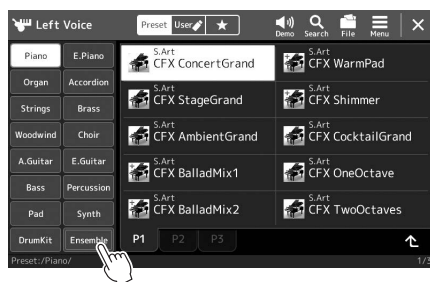 Left Voice Preset User ★ Demo Search File Menu ×
Piano E.Piano
Organ Accordion
Strings Brass
Woodwind Choir
A.Guitar E.Guitar
Bass Percussion
Pad Synth
DrumKit Ensemble
S.Art
CFX ConcertGrand
S.Art
CFX WarmPad
S.Art
CFX StageGrand
S.Art
CFX Shimmer
S.Art
CFX AmbientGrand
S.Art
CFX CocktailGrand
S.Art
CFX BalladMix1
S.Art
CFX OneOctave
S.Art
CFX BalladMix2
S.Art
CFX TwoOctaves
P1 P2 P3
Preset:/Piano/ 1/3